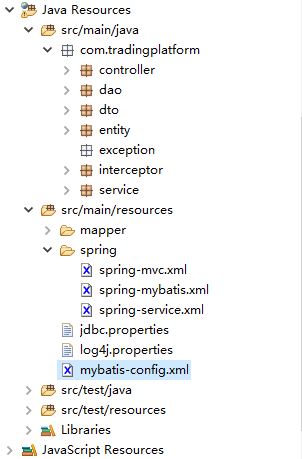 Java Resources
src/main/java
com.tradingplatform
controller
dao
dto
entity
exception
interceptor
service
src/main/resources
mapper
spring
spring-mvc.xml
spring-mybatis.xml
spring-service.xml
jdbc.properties
log4j.properties
mybatis-config.xml
src/test/java
src/test/resources
Libraries
JavaScript Resources